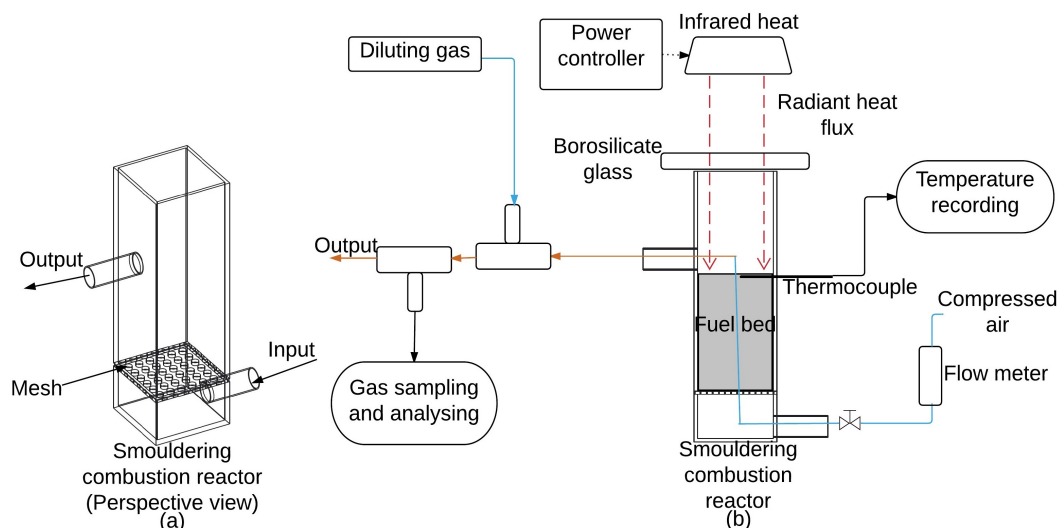 Output
Mesh
Input
Smouldering
combustion reactor
(Perspective view)
(a)
Diluting gas
Power
controller
Infrared heat
Radiant heat
flux
Borosilicate
glass
Temperature
recording
Output
Thermocouple
Fuel bed
Compressed
air
Flow meter
Gas sampling
and analysing
Smouldering
combustion
reactor
(b)